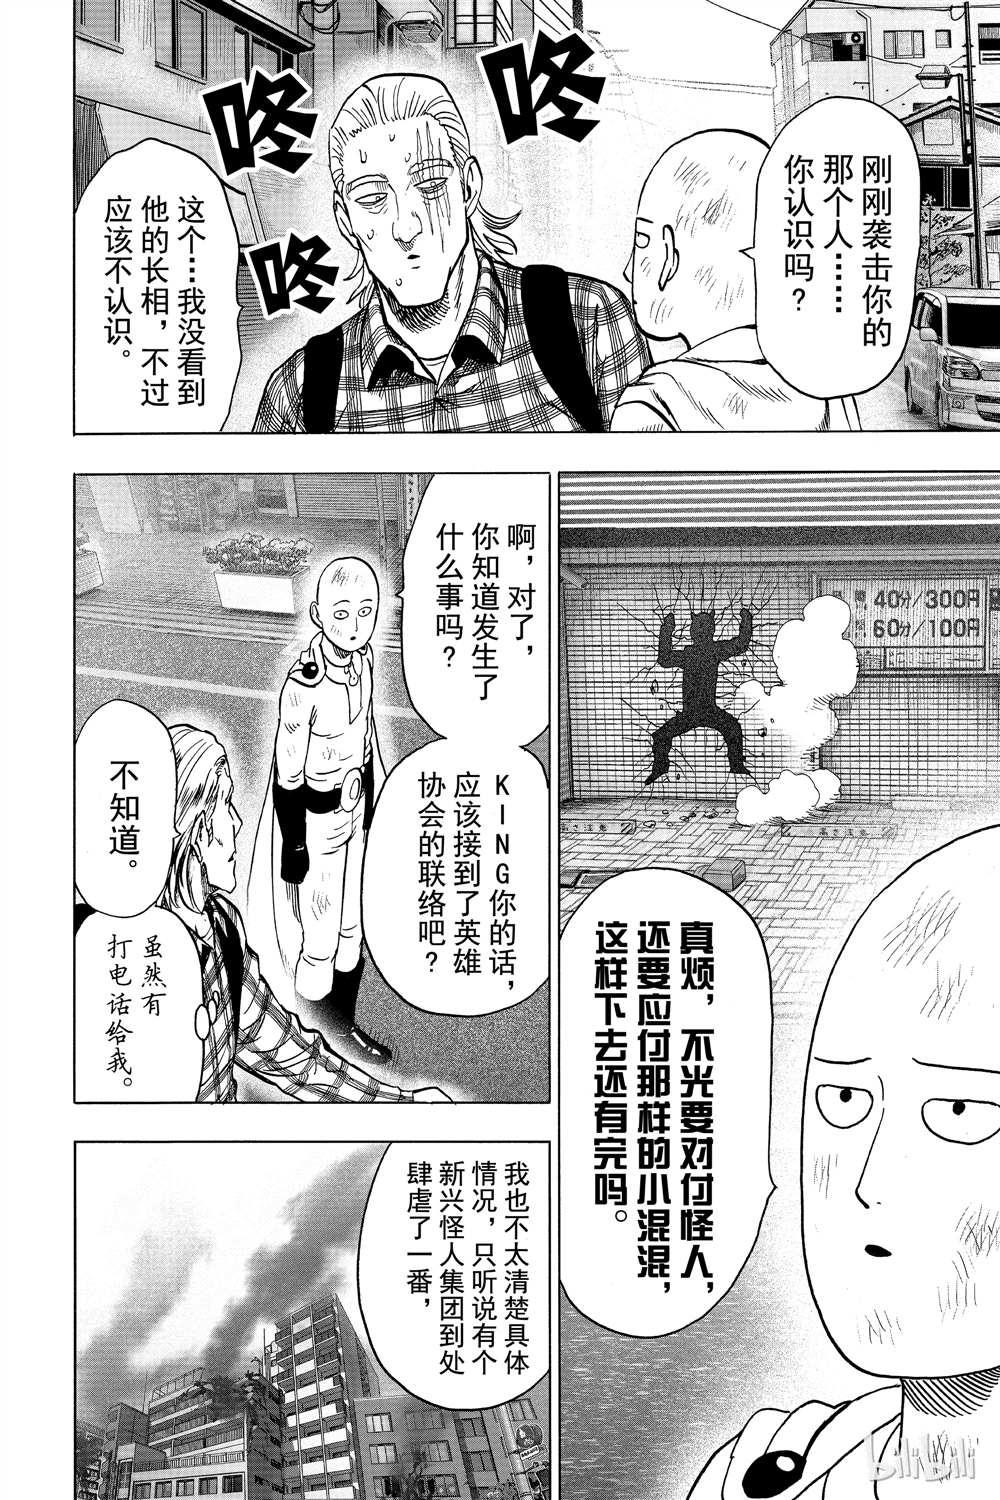 刚刚袭击你的
那个人……
你认识吗？
咚
咚
咚
这个…我没看到
他的长相，不过
应该不认识。
40分/300円
60分/100円
真烦，不光要对付怪人，
还要应付那样的小混混，
这样下去还有完吗。
啊，对了，
你知道发生了
什么事吗？
KING你的话，
应该接到了英雄
协会的联络吧？
不知道。
虽然有
打电话给我。
我也不太清楚具体
情况，只听说有个
新兴怪人集团到处
肆虐了一番，
bilibili